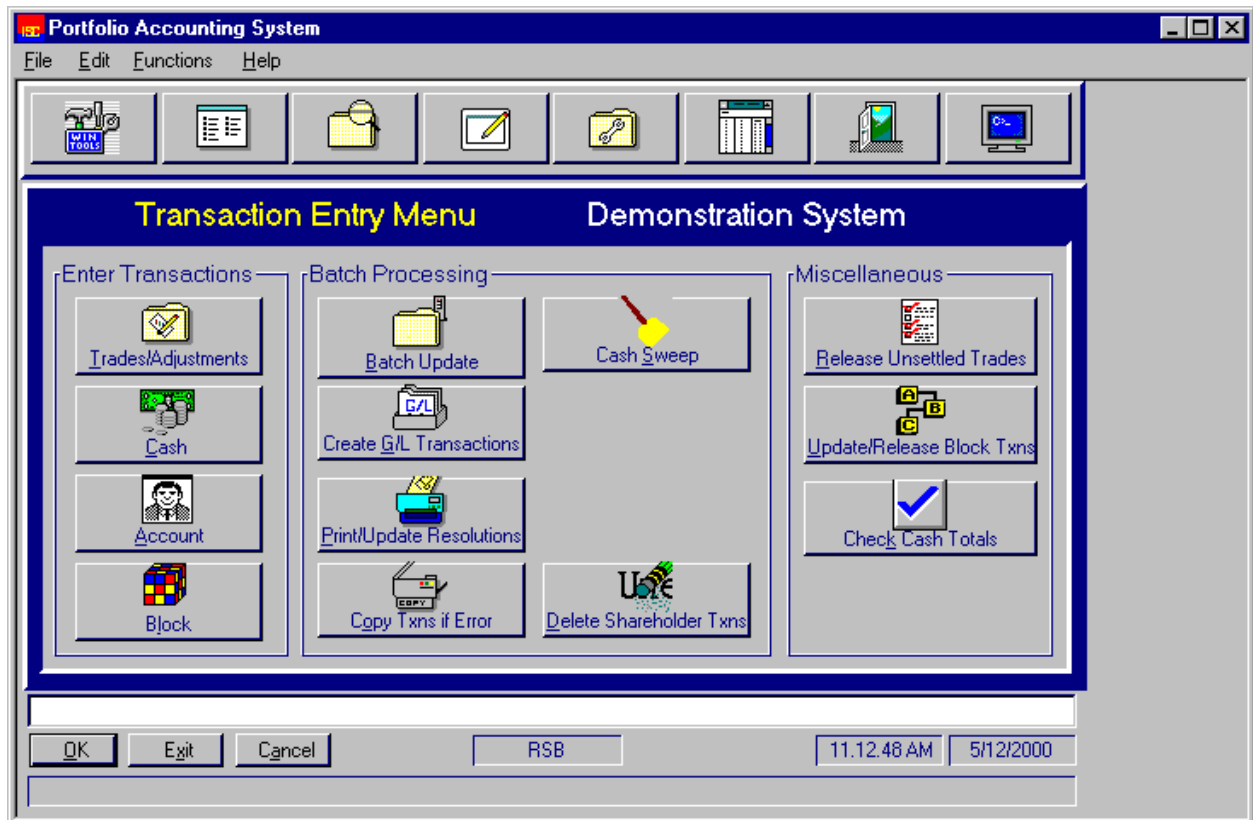 ISC Portfolio Accounting System
File Edit Functions Help
WIN TOOLS
C>_
Transaction Entry Menu Demonstration System
Enter Transactions
Trades/Adjustments
Cash
Account
Block
Batch Processing
Batch Update
Cash Sweep
G/L
Create G/L Transactions
Print/Update Resolutions
COPY
Copy Txns if Error
Delete Shareholder Txns
Miscellaneous
Release Unsettled Trades
A
B
C
Update/Release Block Txns
Check Cash Totals
OK Exit Cancel RSB 11.12.48 AM 5/12/2000